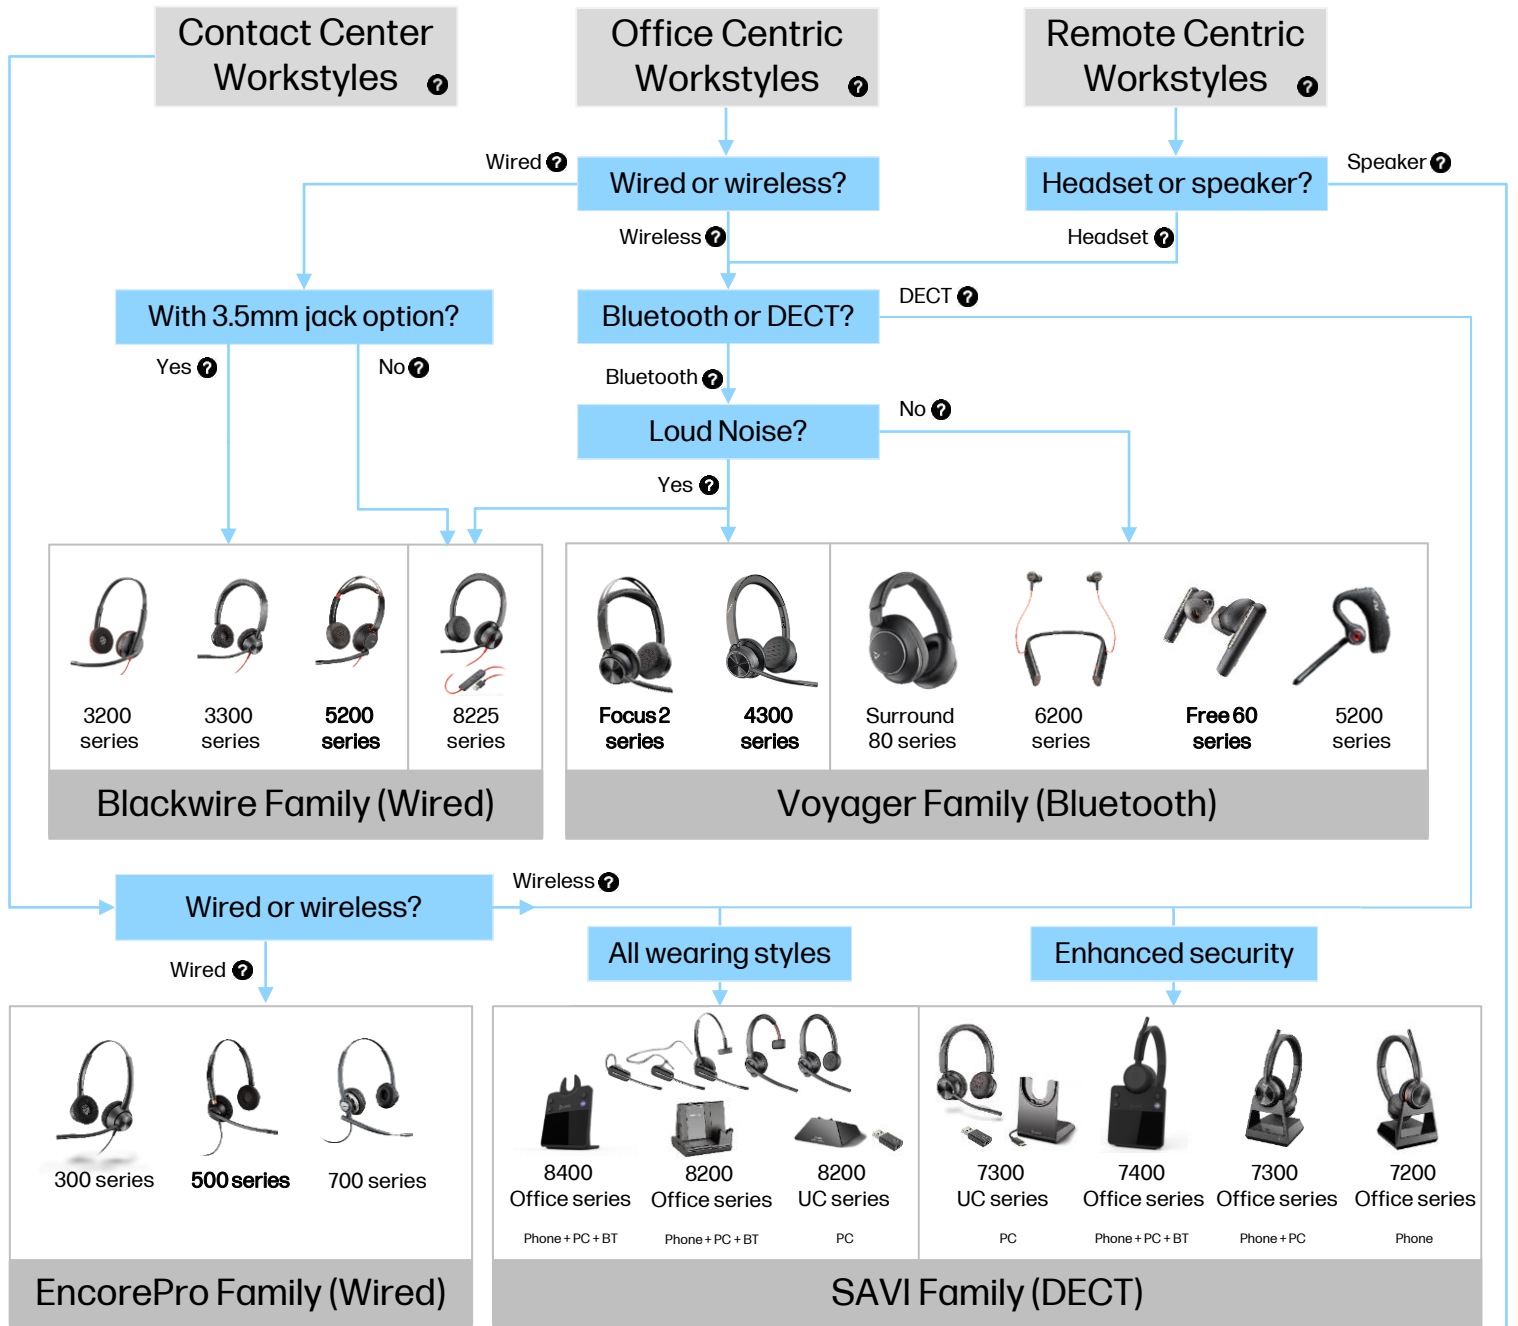 Contact Center
Workstyles ?
Office Centric
Workstyles ?
Remote Centric
Workstyles ?
Wired ?
Wired or wireless?
Headset or speaker?
Speaker ?
Wireless ?
Headset ?
With 3.5mm jack option?
Bluetooth or DECT?
DECT ?
Yes ?
No ?
Bluetooth ?
Loud Noise?
No ?
Yes ?
3200
series
3300
series
5200
series
8225
series
Focus 2
series
4300
series
Surround
80 series
6200
series
Free 60
series
5200
series
Blackwire Family (Wired)
Voyager Family (Bluetooth)
Wired or wireless?
Wireless ?
Wired ?
All wearing styles
Enhanced security
300 series
500 series
700 series
8400
Office series
Phone + PC + BT
8200
Office series
Phone + PC + BT
8200
UC series
PC
7300
UC series
PC
7400
Office series
Phone + PC + BT
7300
Office series
Phone + PC
7200
Office series
Phone
EncorePro Family (Wired)
SAVI Family (DECT)